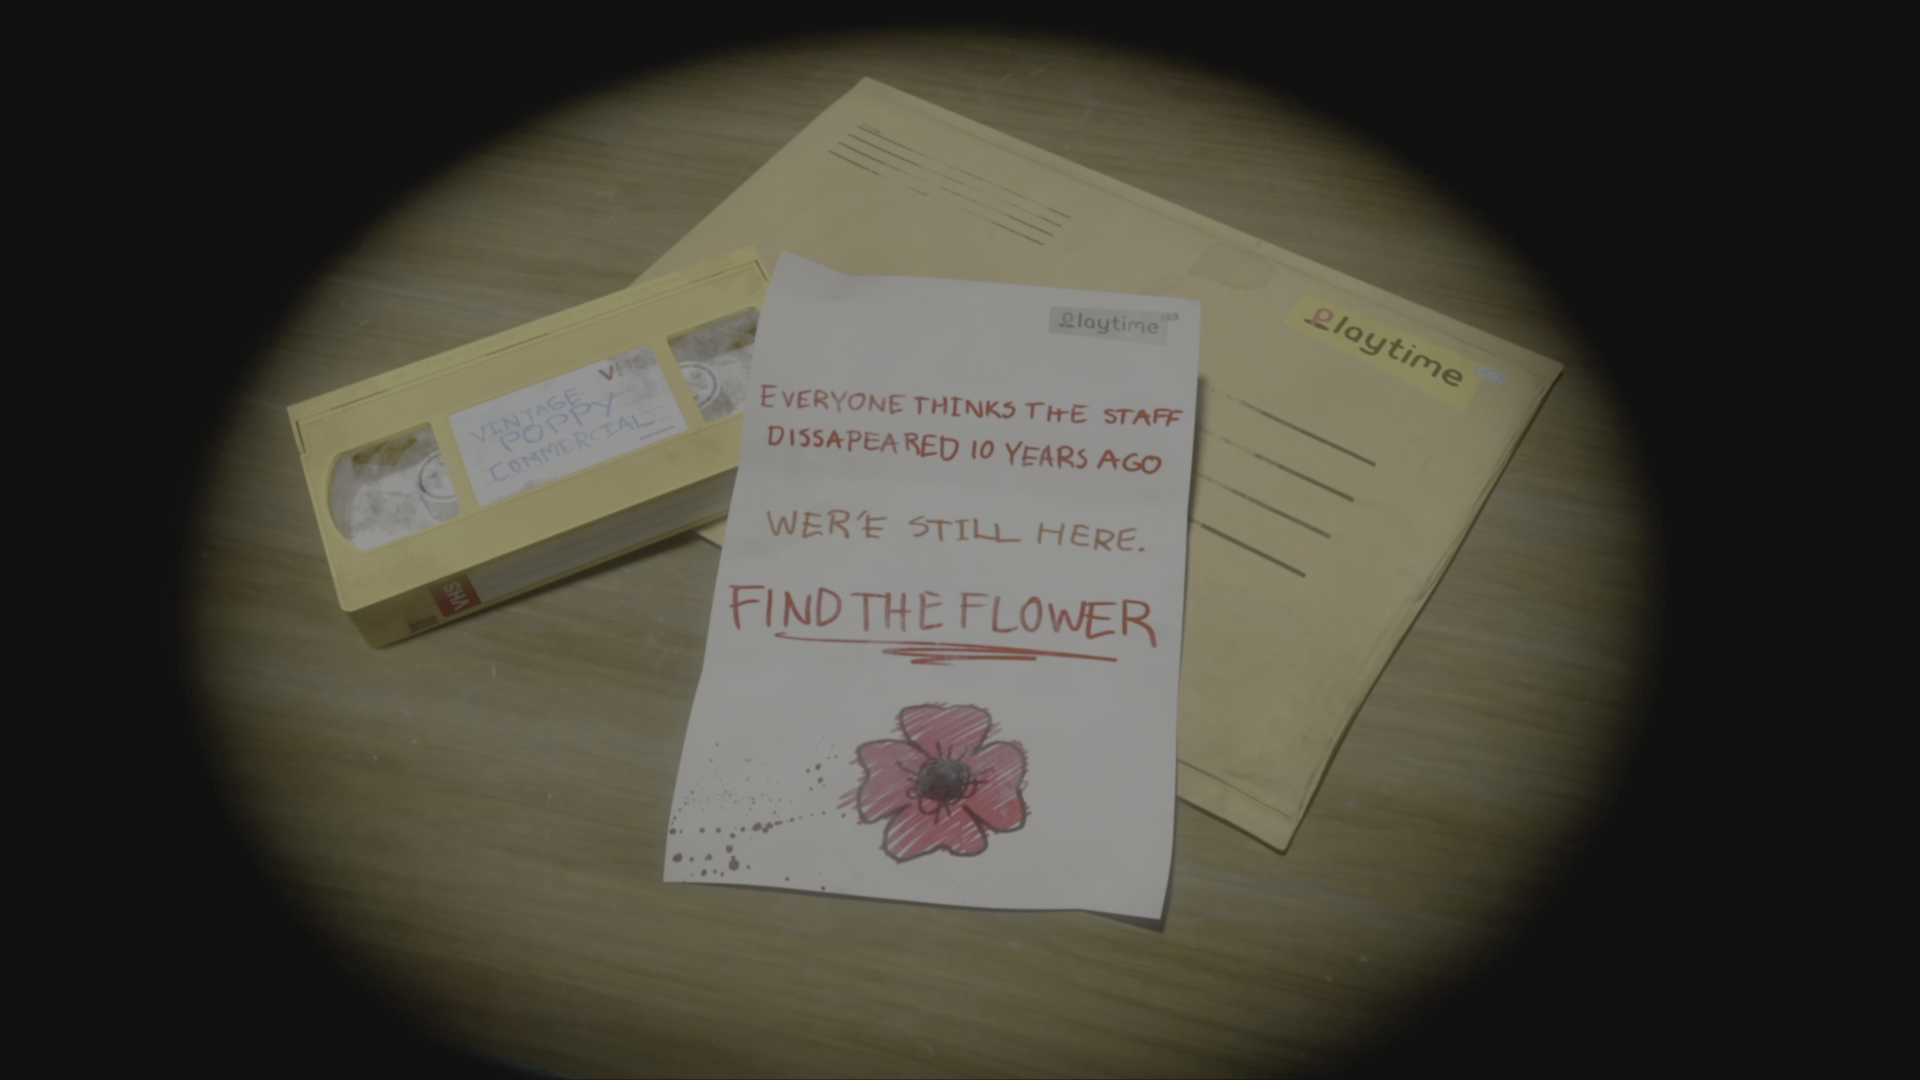 Playtime
Playtime
VHS
VINTAGE
POPPY
COMMERCIAL
VHS
EVERYONE THINKS THE STAFF
DISSAPEARED 10 YEARS AGO
WER'E STILL HERE.
FIND THE FLOWER